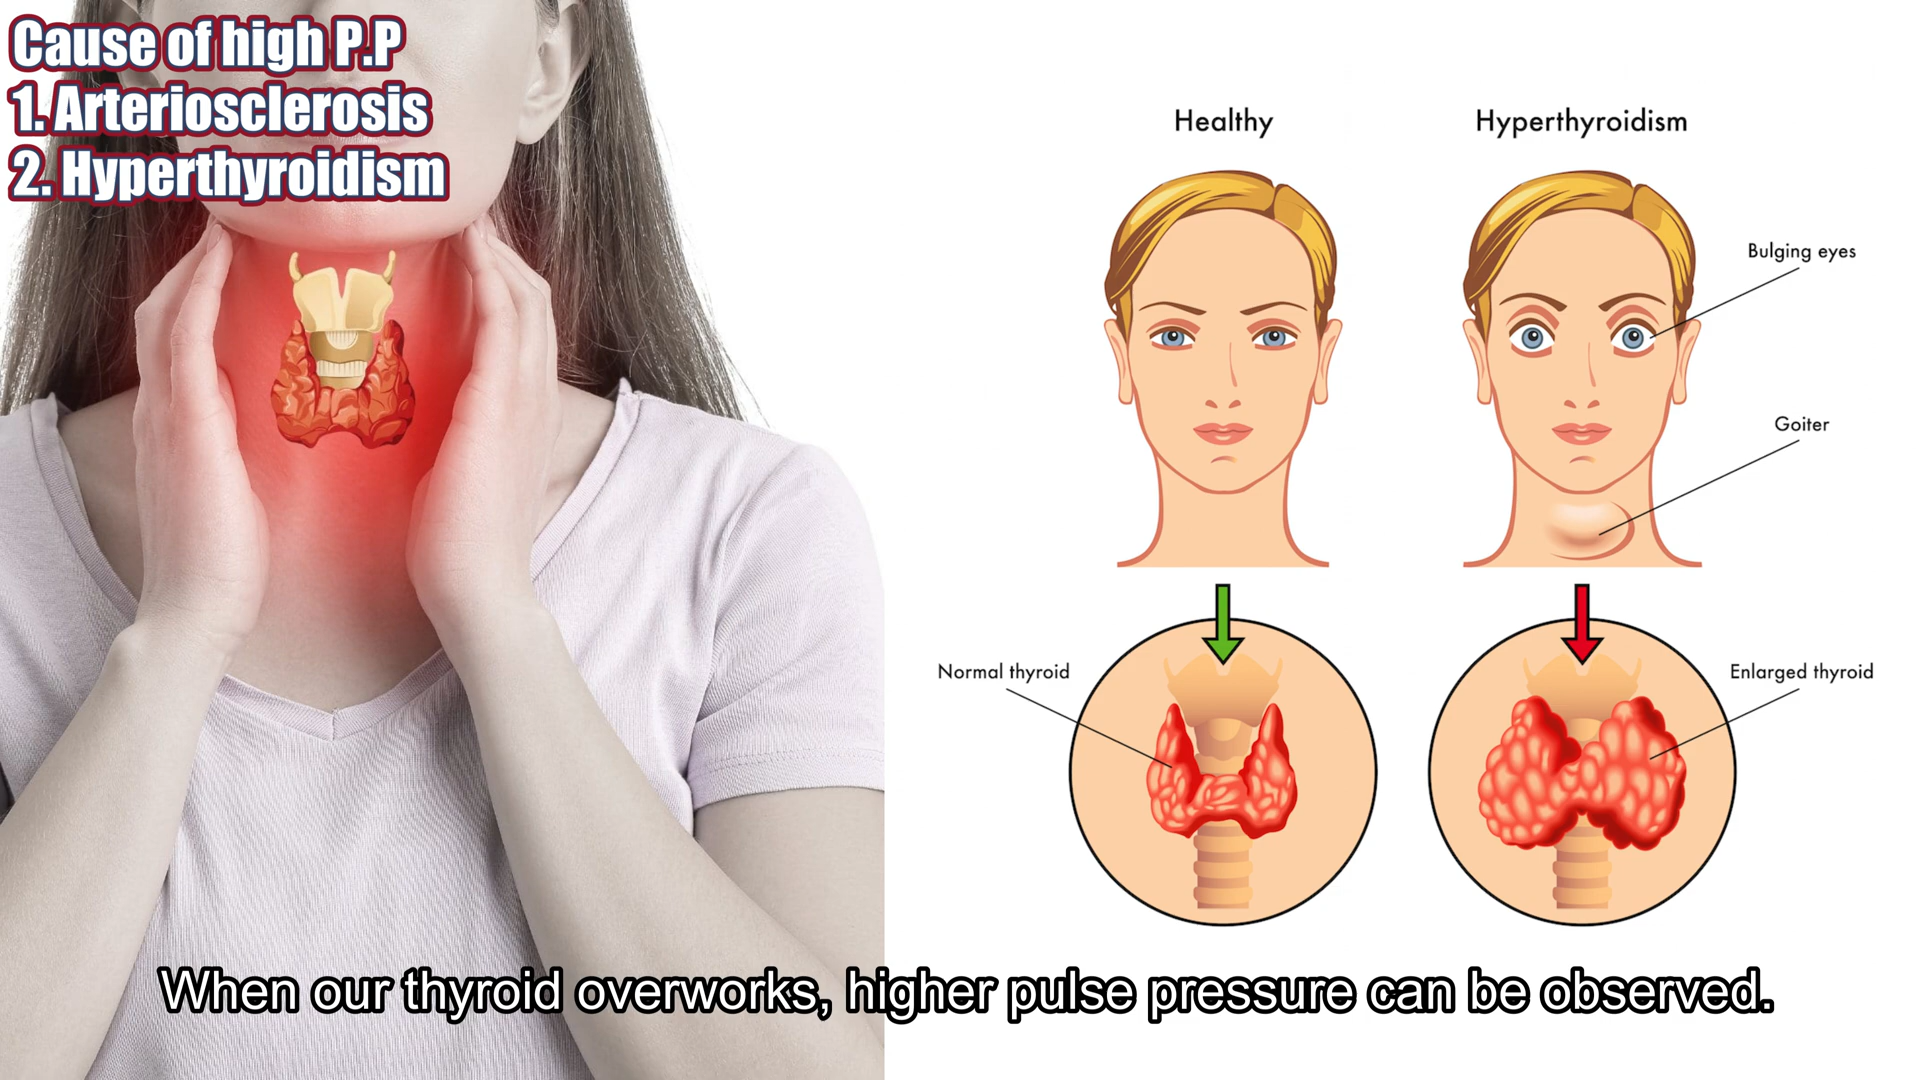 Cause of high P.P
1. Arteriosclerosis
2. Hyperthyroidism
Healthy
Hyperthyroidism
Bulging eyes
Goiter
Normal thyroid
Enlarged thyroid
When our thyroid overworks, higher pulse pressure can be observed.